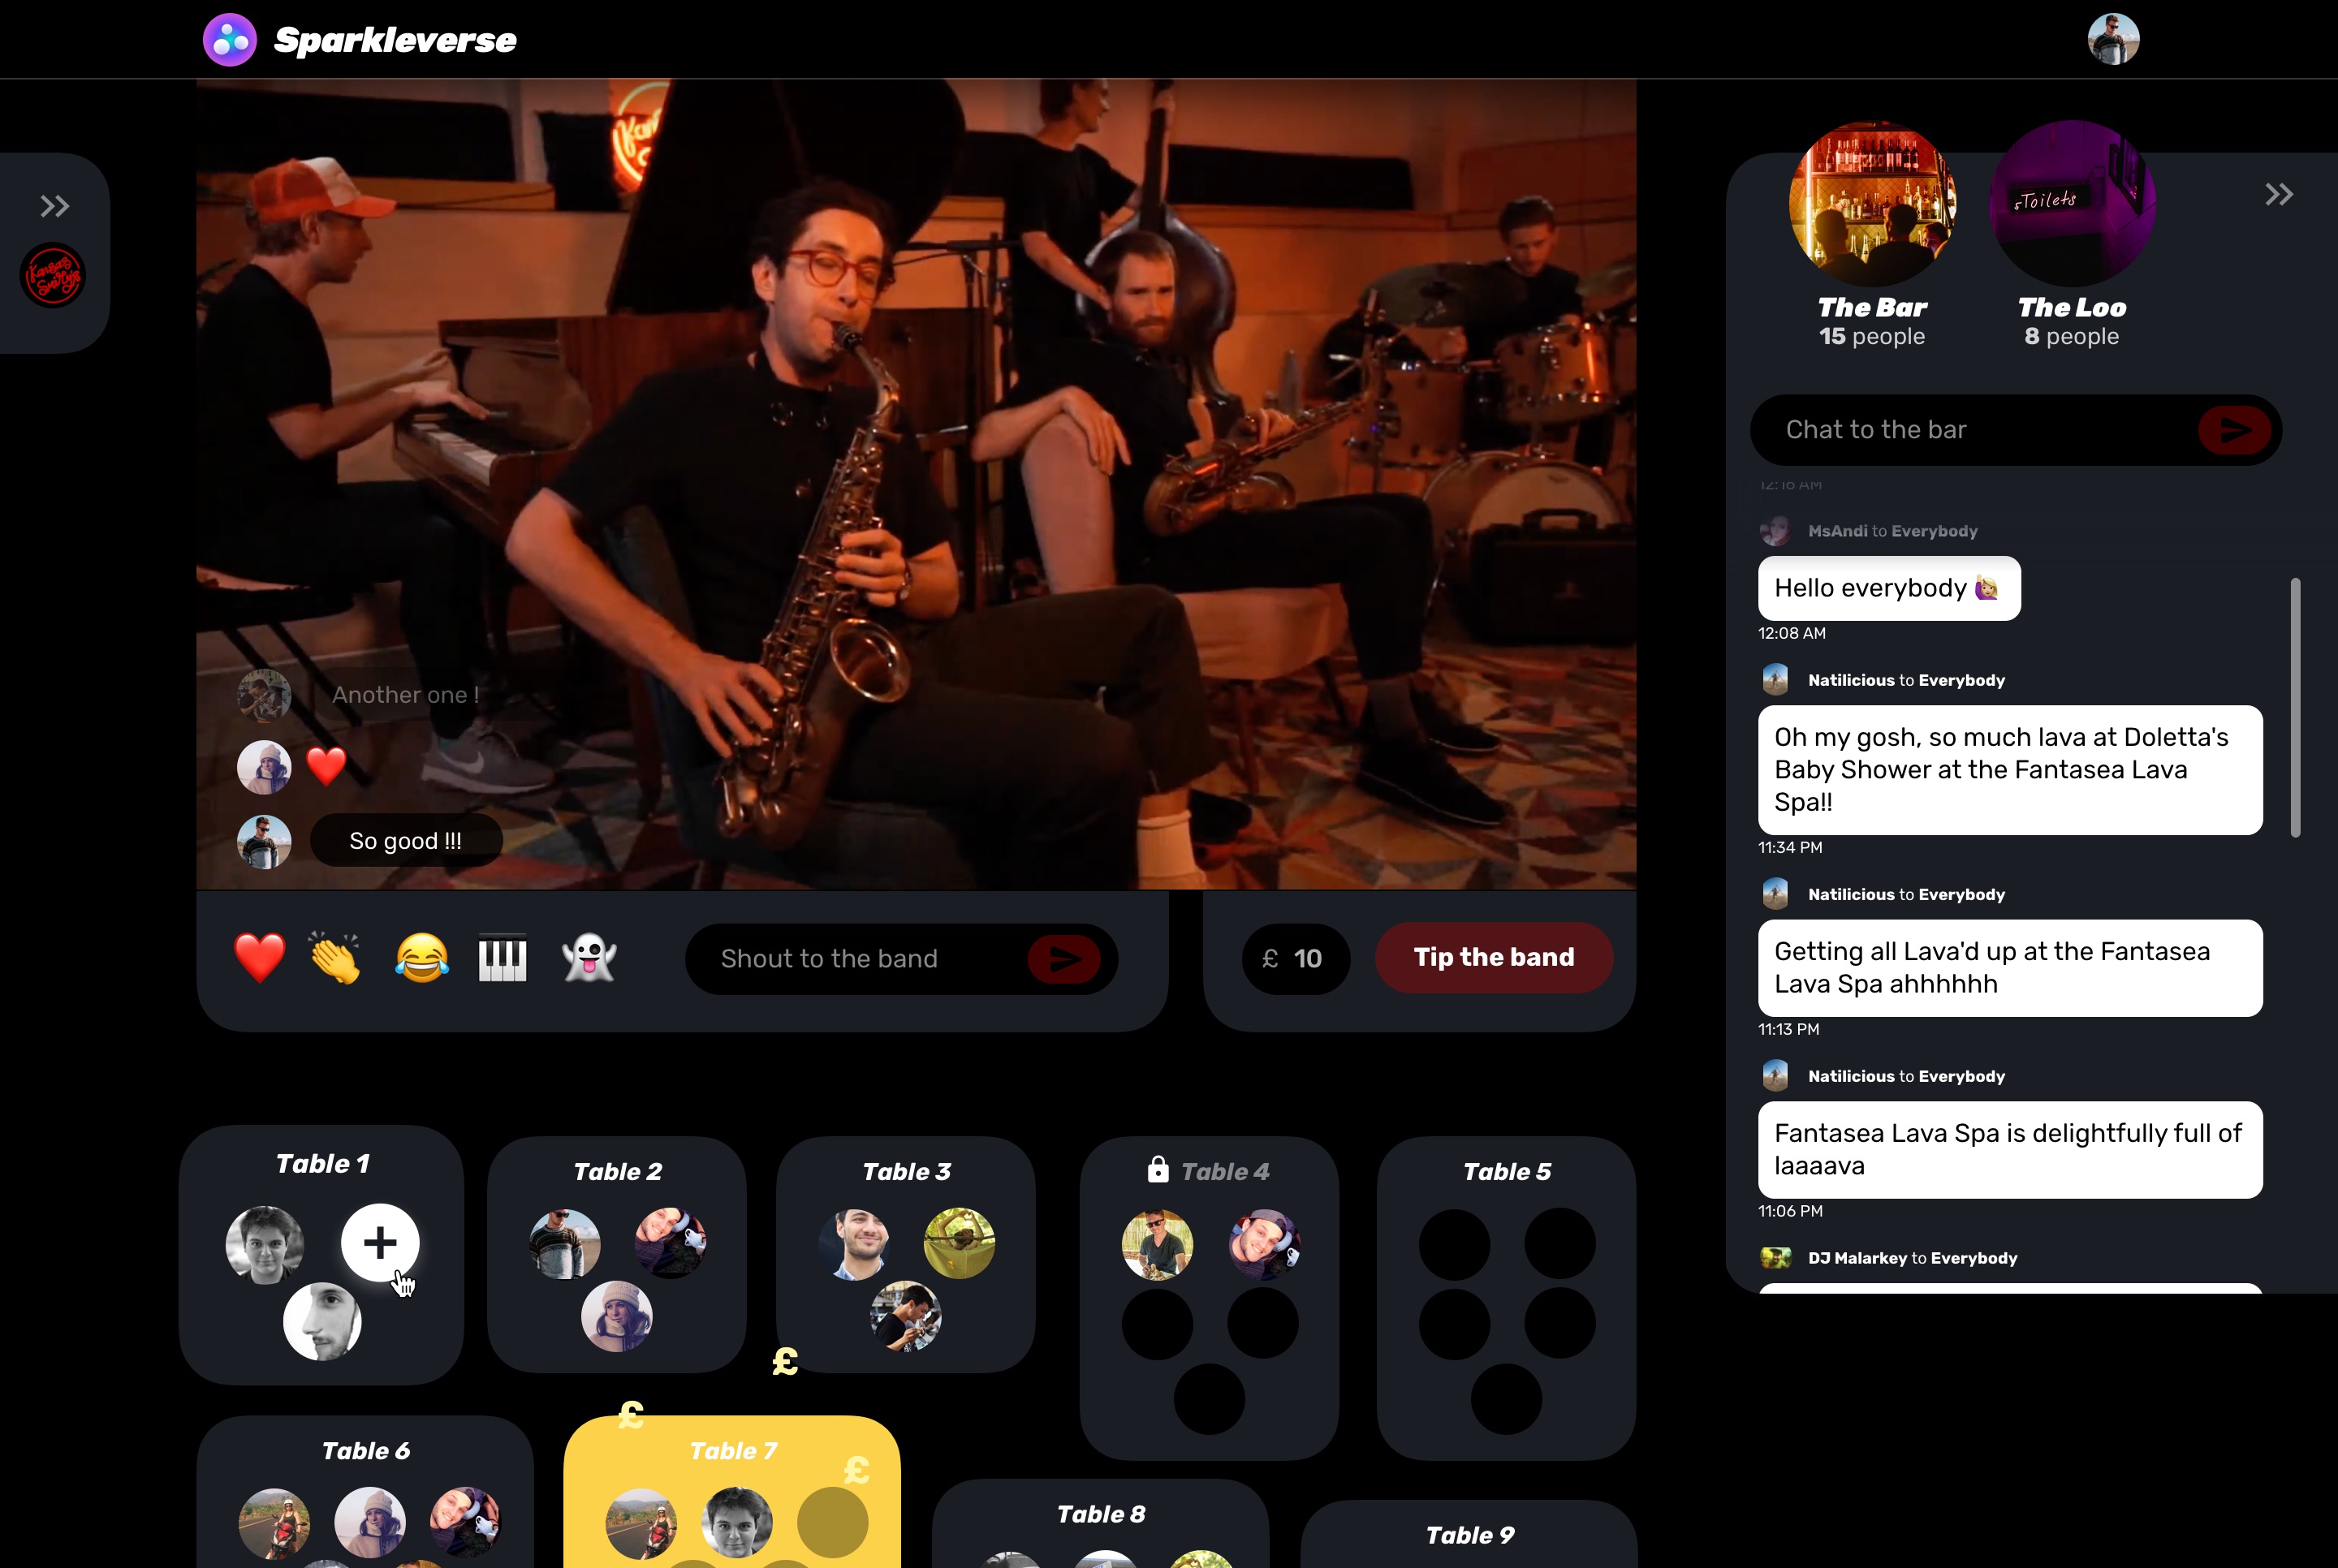 Sparkleverse
Kansas
Smitty's
Toilets
The Bar
15 people
The Loo
8 people
Chat to the bar
12:16 AM
MsAndi to Everybody
Hello everybody 🙋🏼‍♀️
12:08 AM
Natilicious to Everybody
Oh my gosh, so much lava at Doletta's
Baby Shower at the Fantasea Lava
Spa!!
11:34 PM
Natilicious to Everybody
Getting all Lava'd up at the Fantasea
Lava Spa ahhhhhh
11:13 PM
Natilicious to Everybody
Fantasea Lava Spa is delightfully full of
laaaava
11:06 PM
DJ Malarkey to Everybody
Another one !
❤️
So good !!!
Shout to the band
£ 10
Tip the band
Table 1
+
Table 2
Table 3
Table 4
Table 5
£
£
£
Table 6
Table 7
Table 8
Table 9